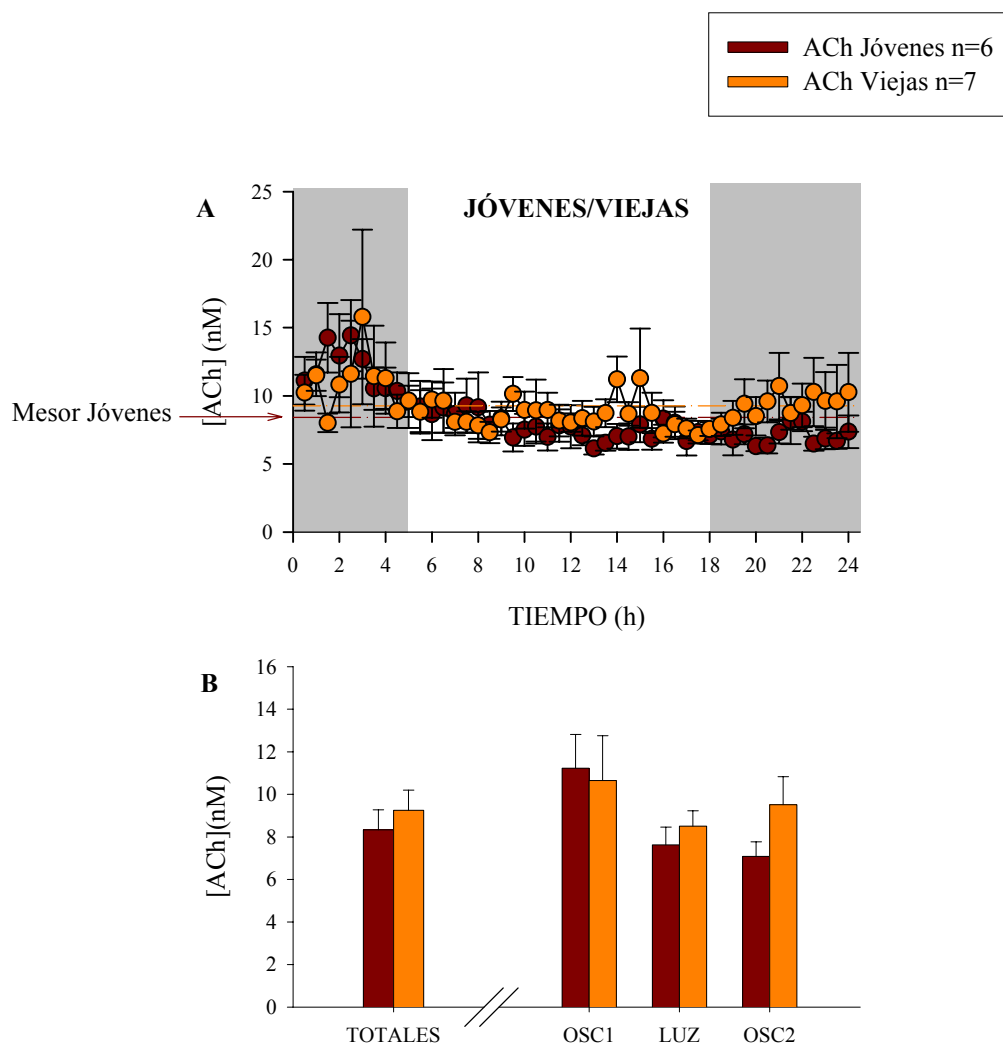 ACh Jóvenes n=6
ACh Viejas n=7
A
JÓVENES/VIEJAS
25
20
15
10
5
0
[ACh] (nM)
Mesor Jóvenes
0 2 4 6 8 10 12 14 16 18 20 22 24
TIEMPO (h)
B
16
14
12
10
8
6
4
2
0
[ACh](nM)
TOTALES OSC1 LUZ OSC2